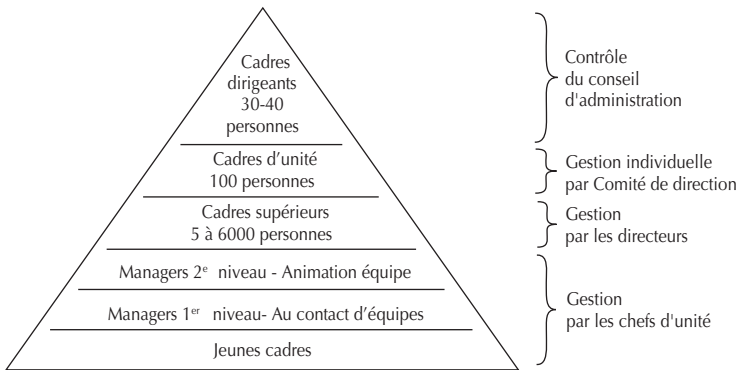 Cadres
dirigeants
30-40
personnes
Cadres d’unité
100 personnes
Cadres supérieurs
5 à 6000 personnes
Managers 2e niveau - Animation équipe
Managers 1er niveau- Au contact d’équipes
Jeunes cadres
Contrôle
du conseil
d'administration
Gestion individuelle
par Comité de direction
Gestion
par les directeurs
Gestion
par les chefs d'unité